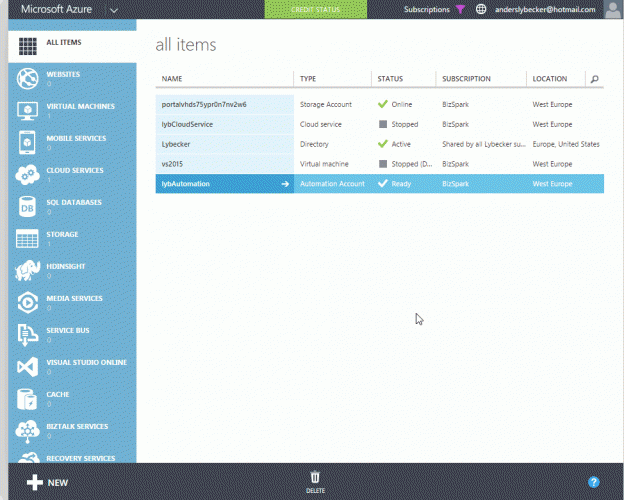 Microsoft Azure
CREDIT STATUS
Subscriptions
anderslybecker@hotmail.com
ALL ITEMS
WEBSITES
0
VIRTUAL MACHINES
1
MOBILE SERVICES
0
CLOUD SERVICES
1
SQL DATABASES
0
STORAGE
1
HDINSIGHT
0
MEDIA SERVICES
0
SERVICE BUS
0
VISUAL STUDIO ONLINE
0
CACHE
0
BIZTALK SERVICES
0
RECOVERY SERVICES
all items
NAME TYPE STATUS SUBSCRIPTION LOCATION
portalvhds75ypr0n7nv2w6 Storage Account Online BizSpark West Europe
lybCloudService Cloud service Stopped BizSpark West Europe
Lybecker Directory Active Shared by all Lybecker su... Europe, United States
vs2015 Virtual machine Stopped (D... BizSpark West Europe
lybAutomation Automation Account Ready BizSpark West Europe
NEW
DELETE
?